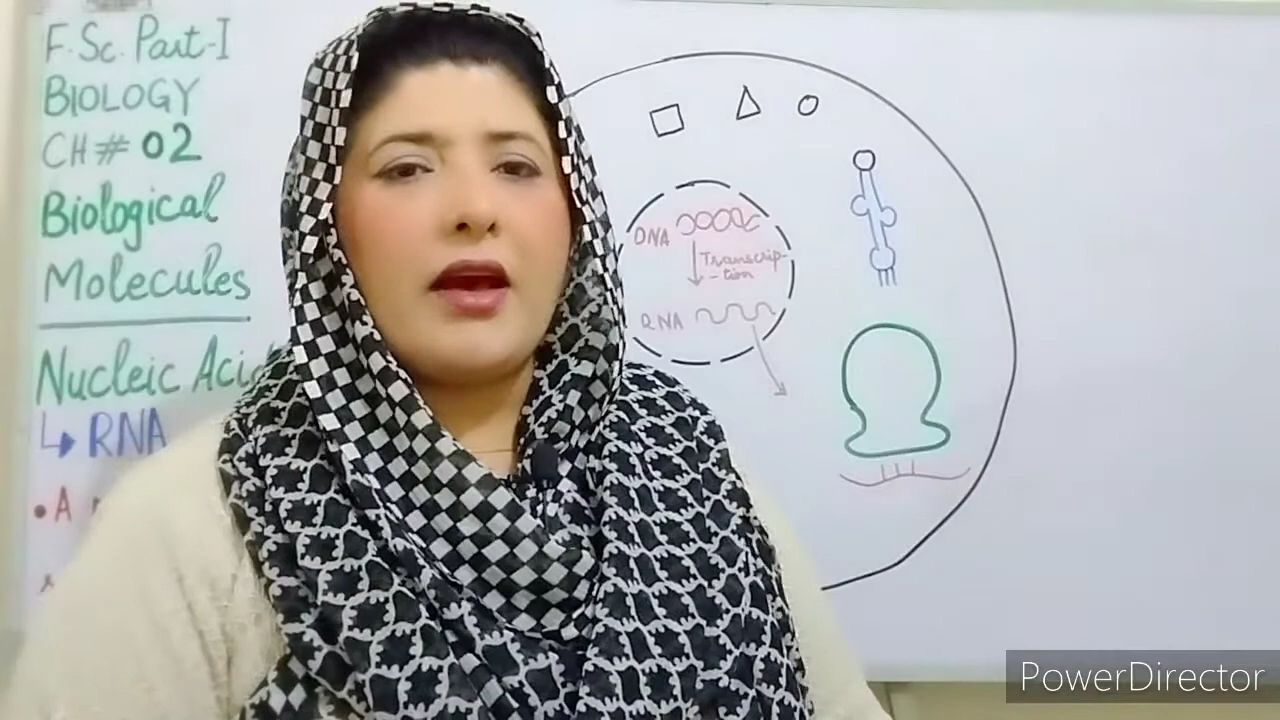 F.Sc. Part-I
BIOLOGY
CH# 02
Biological
Molecules
Nucleic Acid
↳ RNA
• A
DNA
Transcrip-
-tion
RNA
PowerDirector